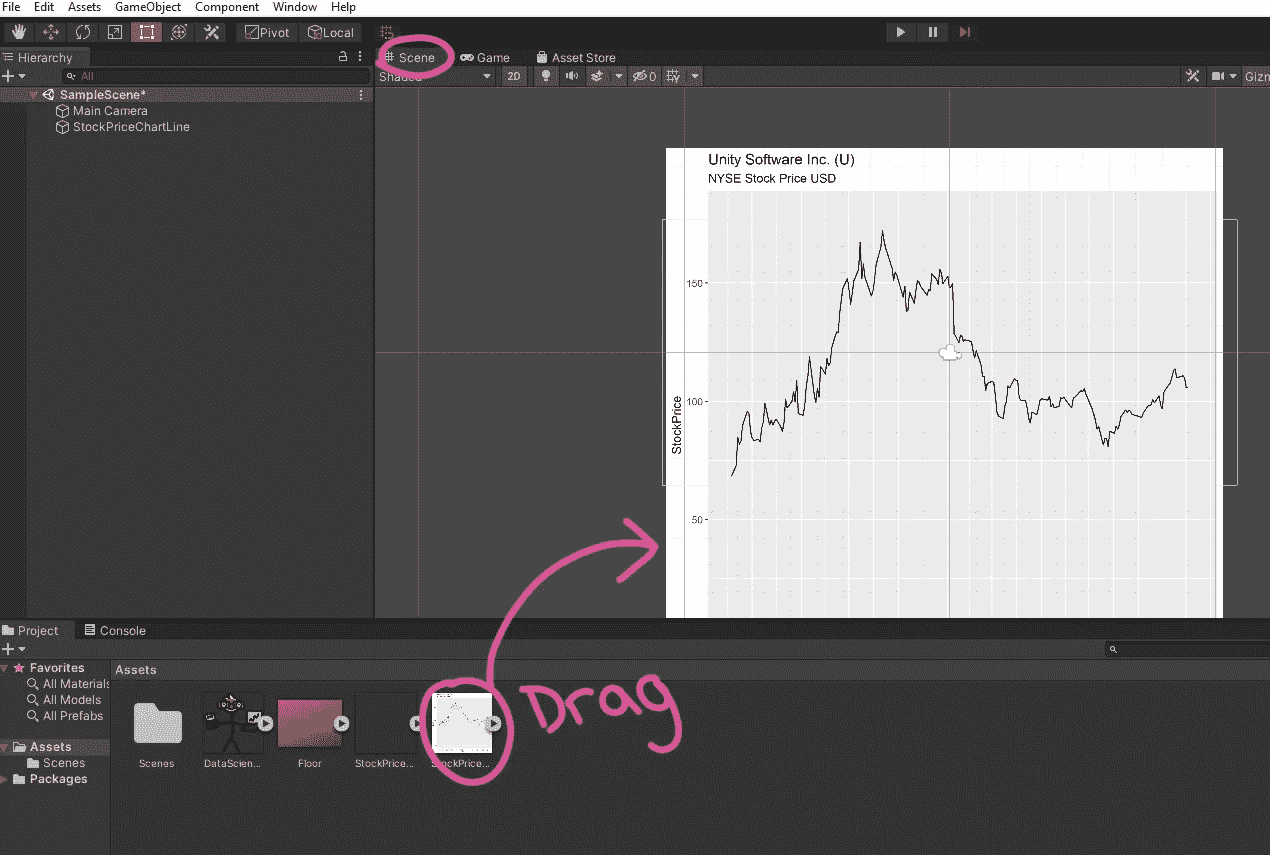 File Edit Assets GameObject Component Window Help
Pivot Local
Hierarchy
Scene Game Asset Store
All
Shaded 2D 0 Gizm
SampleScene*
Main Camera
StockPriceChartLine
Unity Software Inc. (U)
NYSE Stock Price USD
150
100
StockPrice
50
Project Console
Favorites
All Materials
All Models
All Prefabs
Assets
Scenes
Packages
Assets
Drag
Scenes DataScien... Floor StockPrice... StockPrice...